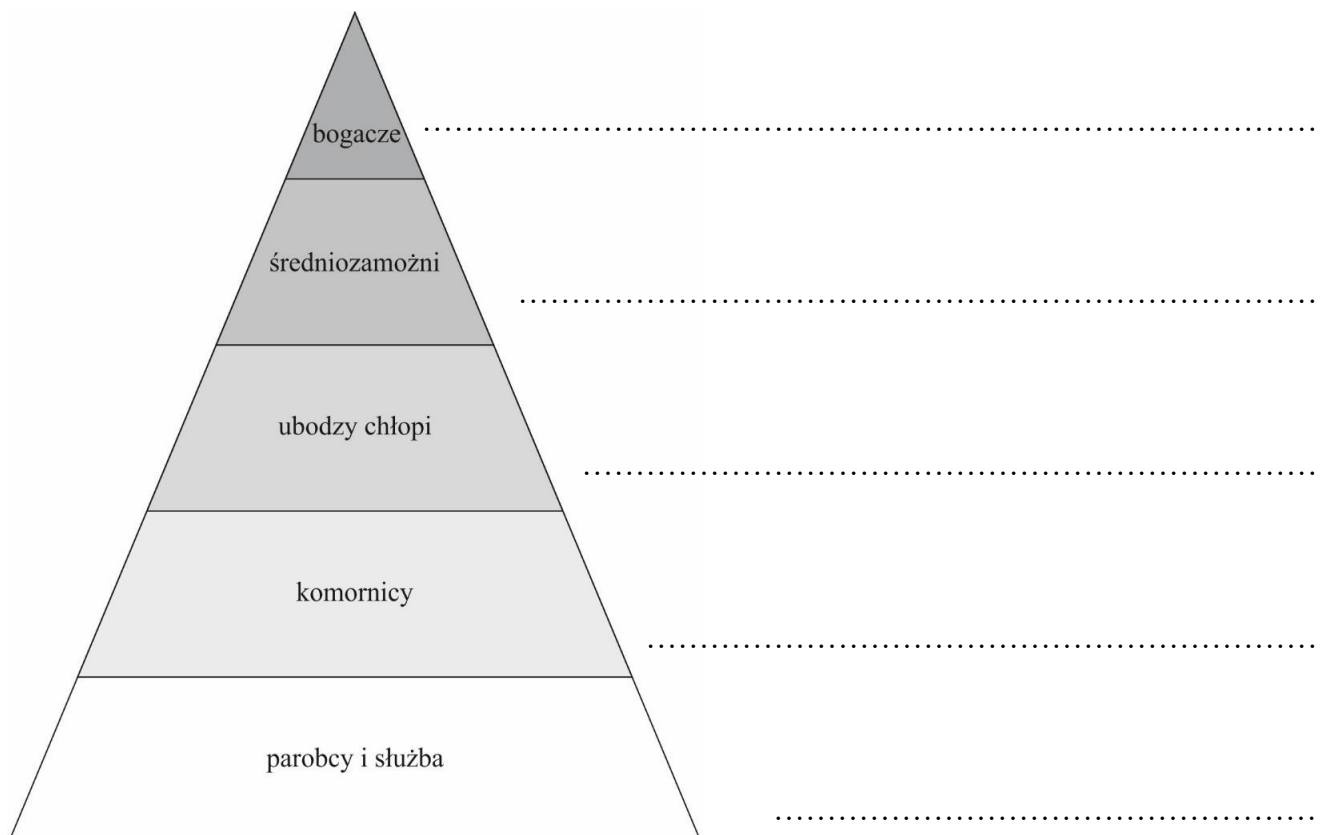 bogacze
średniozamożni
ubodzy chłopi
komornicy
parobcy i służba